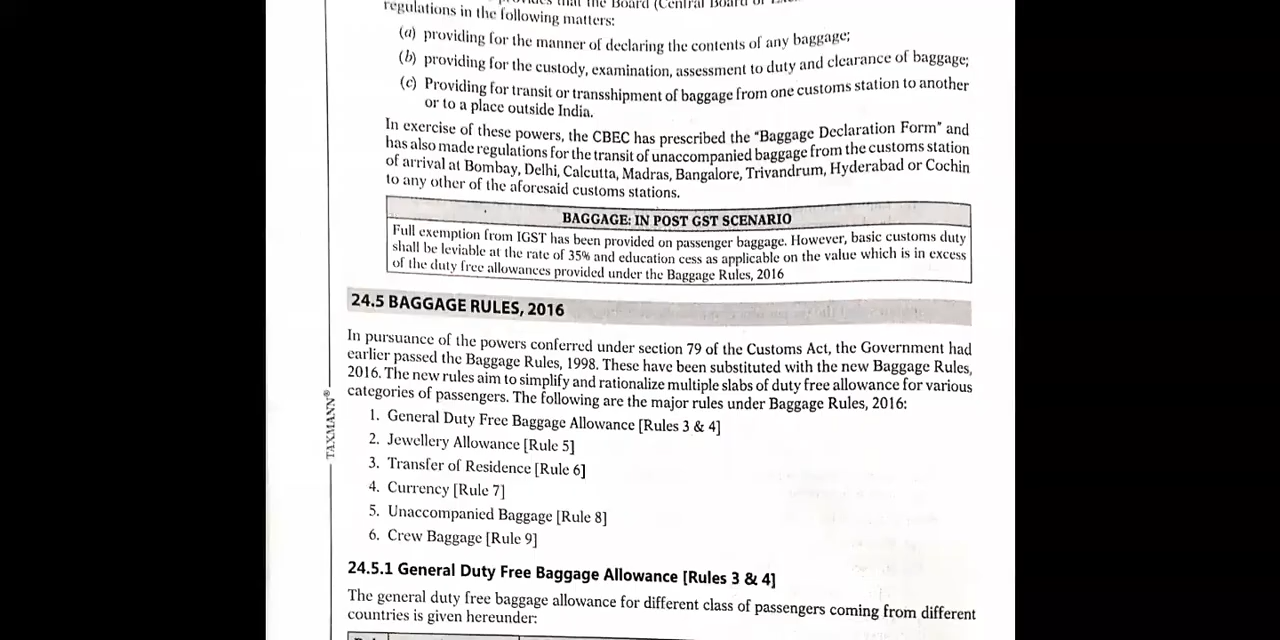 provides that the Board (Central Board of
regulations in the following matters:
(a) providing for the manner of declaring the contents of any baggage;
(b) providing for the custody, examination, assessment to duty and clearance of baggage;
(c) Providing for transit or transshipment of baggage from one customs station to another
or to a place outside India.
In exercise of these powers, the CBEC has prescribed the "Baggage Declaration Form" and
has also made regulations for the transit of unaccompanied baggage from the customs station
of arrival at Bombay, Delhi, Calcutta, Madras, Bangalore, Trivandrum, Hyderabad or Cochin
to any other of the aforesaid customs stations.
BAGGAGE: IN POST GST SCENARIO
Full exemption from IGST has been provided on passenger baggage. However, basic customs duty
shall be leviable at the rate of 35% and education cess as applicable on the value which is in excess
of the duty free allowances provided under the Baggage Rules, 2016
24.5 BAGGAGE RULES, 2016
In pursuance of the powers conferred under section 79 of the Customs Act, the Government had
earlier passed the Baggage Rules, 1998. These have been substituted with the new Baggage Rules,
2016. The new rules aim to simplify and rationalize multiple slabs of duty free allowance for various
categories of passengers. The following are the major rules under Baggage Rules, 2016:
1. General Duty Free Baggage Allowance [Rules 3 & 4]
2. Jewellery Allowance [Rule 5]
3. Transfer of Residence [Rule 6]
4. Currency [Rule 7]
5. Unaccompanied Baggage [Rule 8]
6. Crew Baggage [Rule 9]
TAXMANN®
24.5.1 General Duty Free Baggage Allowance [Rules 3 & 4]
The general duty free baggage allowance for different class of passengers coming from different
countries is given hereunder: